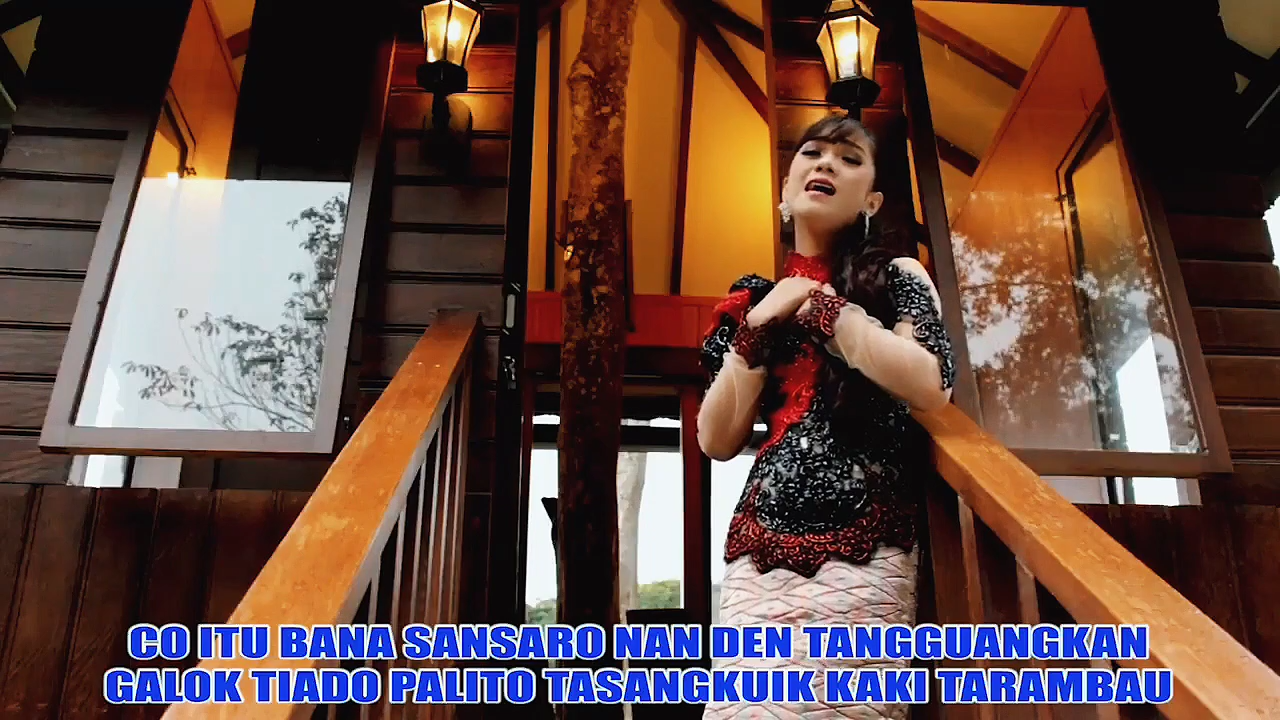 CO ITU BANA SANSARO NAN DEN TANGGUANGKAN
GALOK TIADO PALITO TASANGKUIK KAKI TARAMBAU